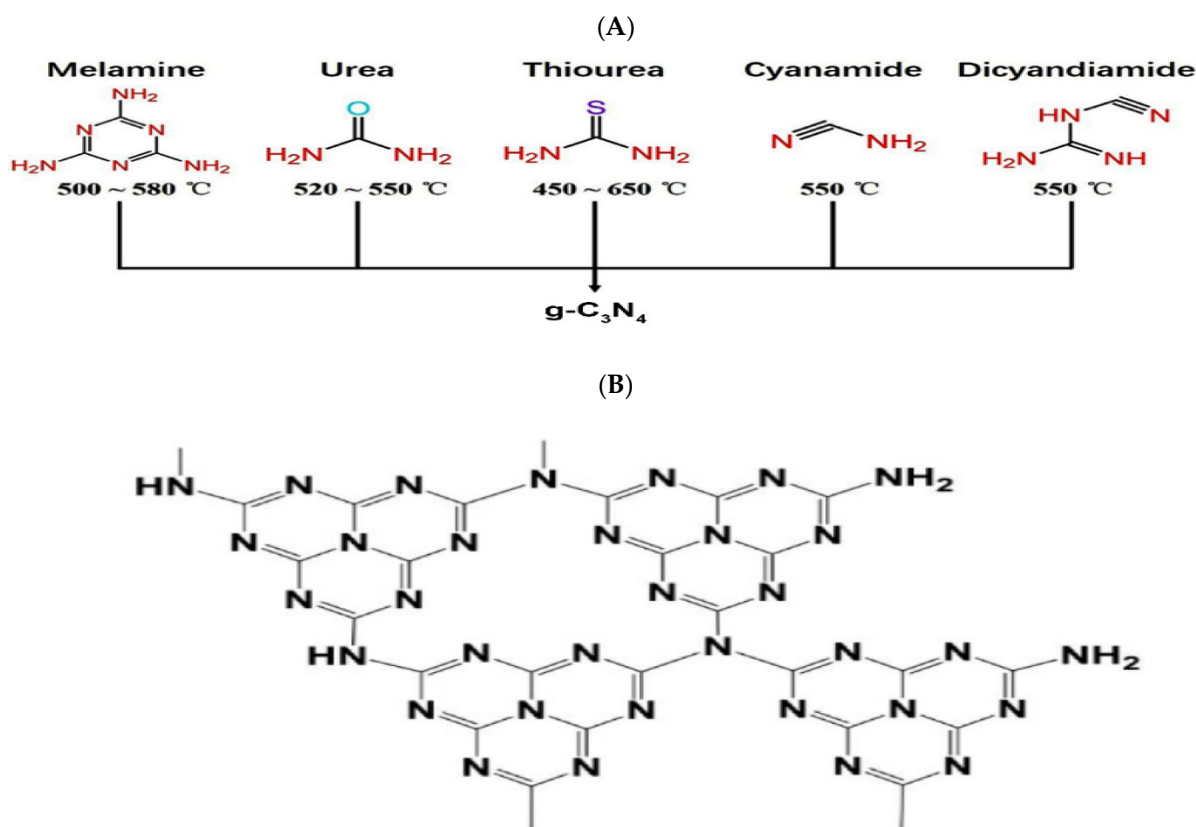 (A)
Melamine Urea Thiourea Cyanamide Dicyandiamide
NH₂ O S HN N
N N H₂N NH₂ H₂N NH₂ N NH₂ H₂N NH
H₂N N NH₂
500 ~ 580 ℃ 520 ~ 550 ℃ 450 ~ 650 ℃ 550 ℃ 550 ℃
g-C₃N₄
(B)
HN N N N N N NH₂
N N N N N N
N N N N
HN N N N N N NH₂
N N N N N N
N N N N